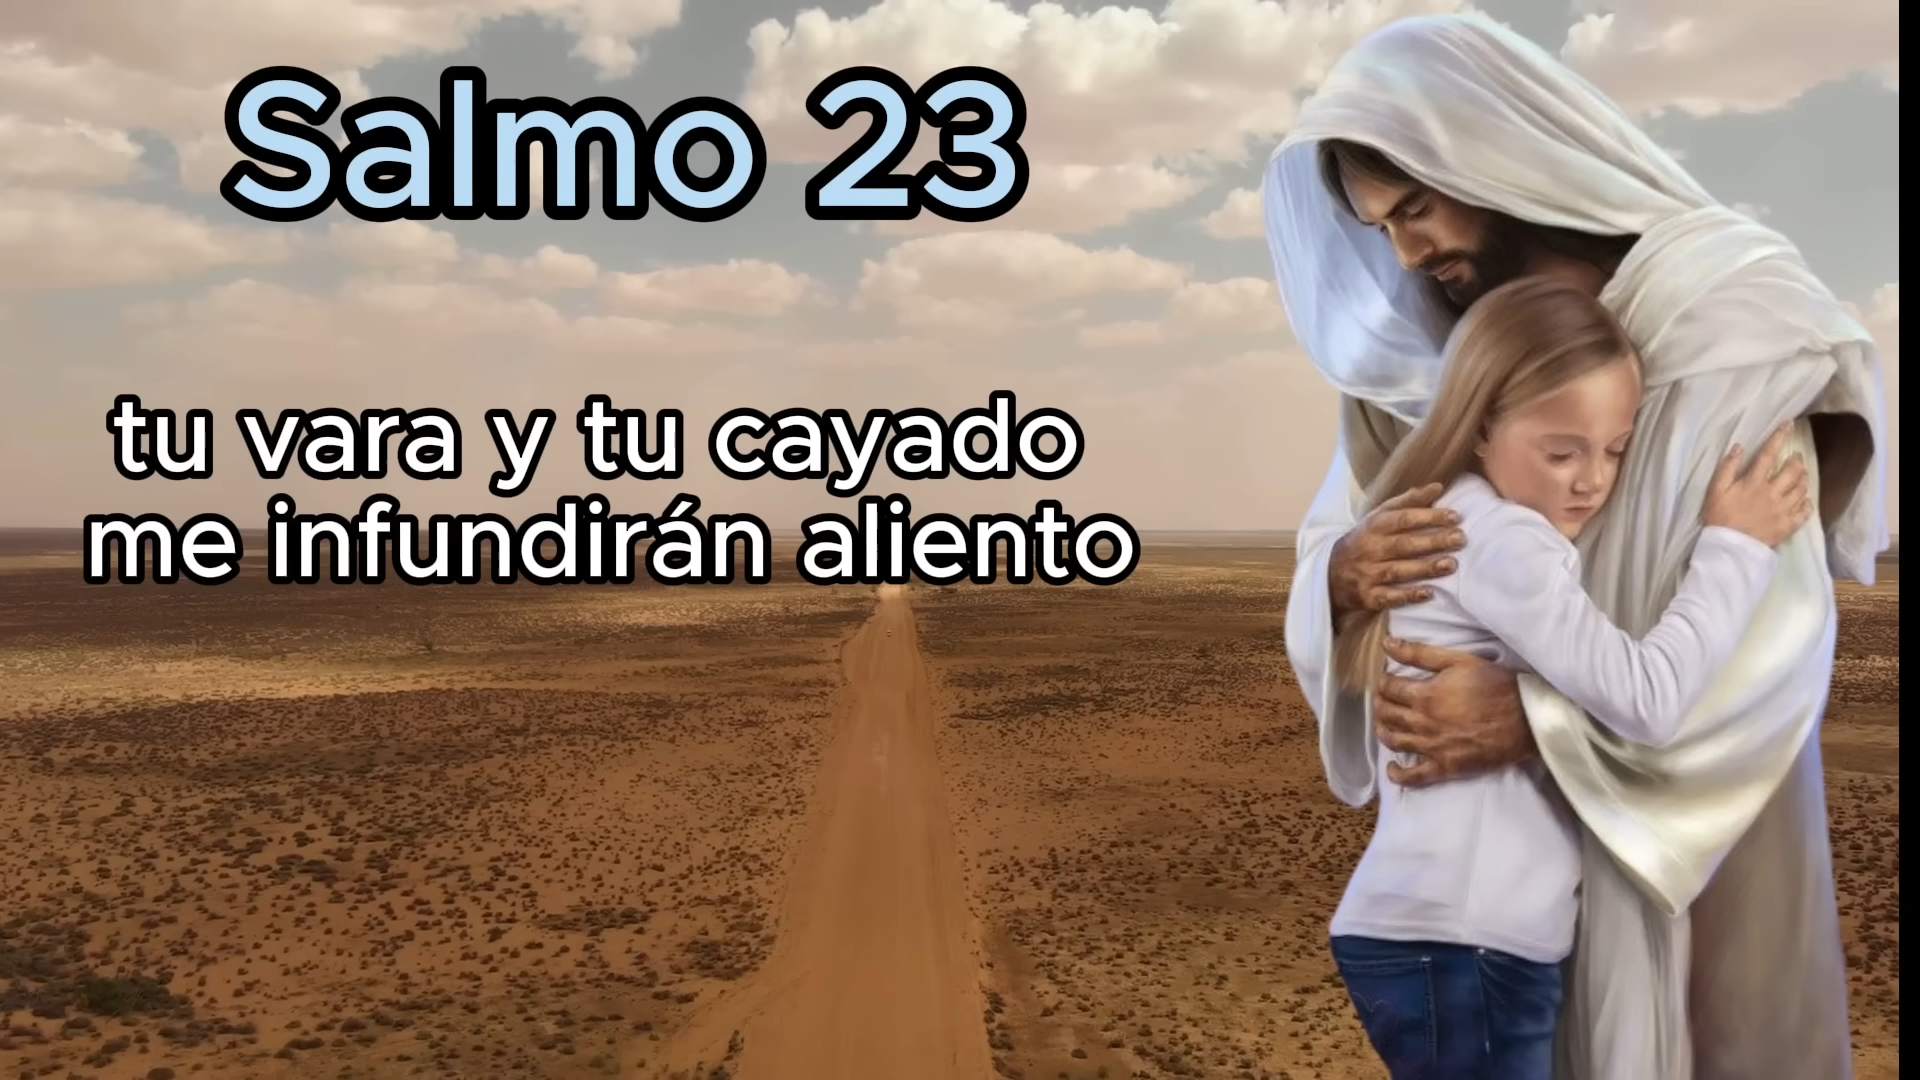 Salmo 23
tu vara y tu cayado
me infundirán aliento